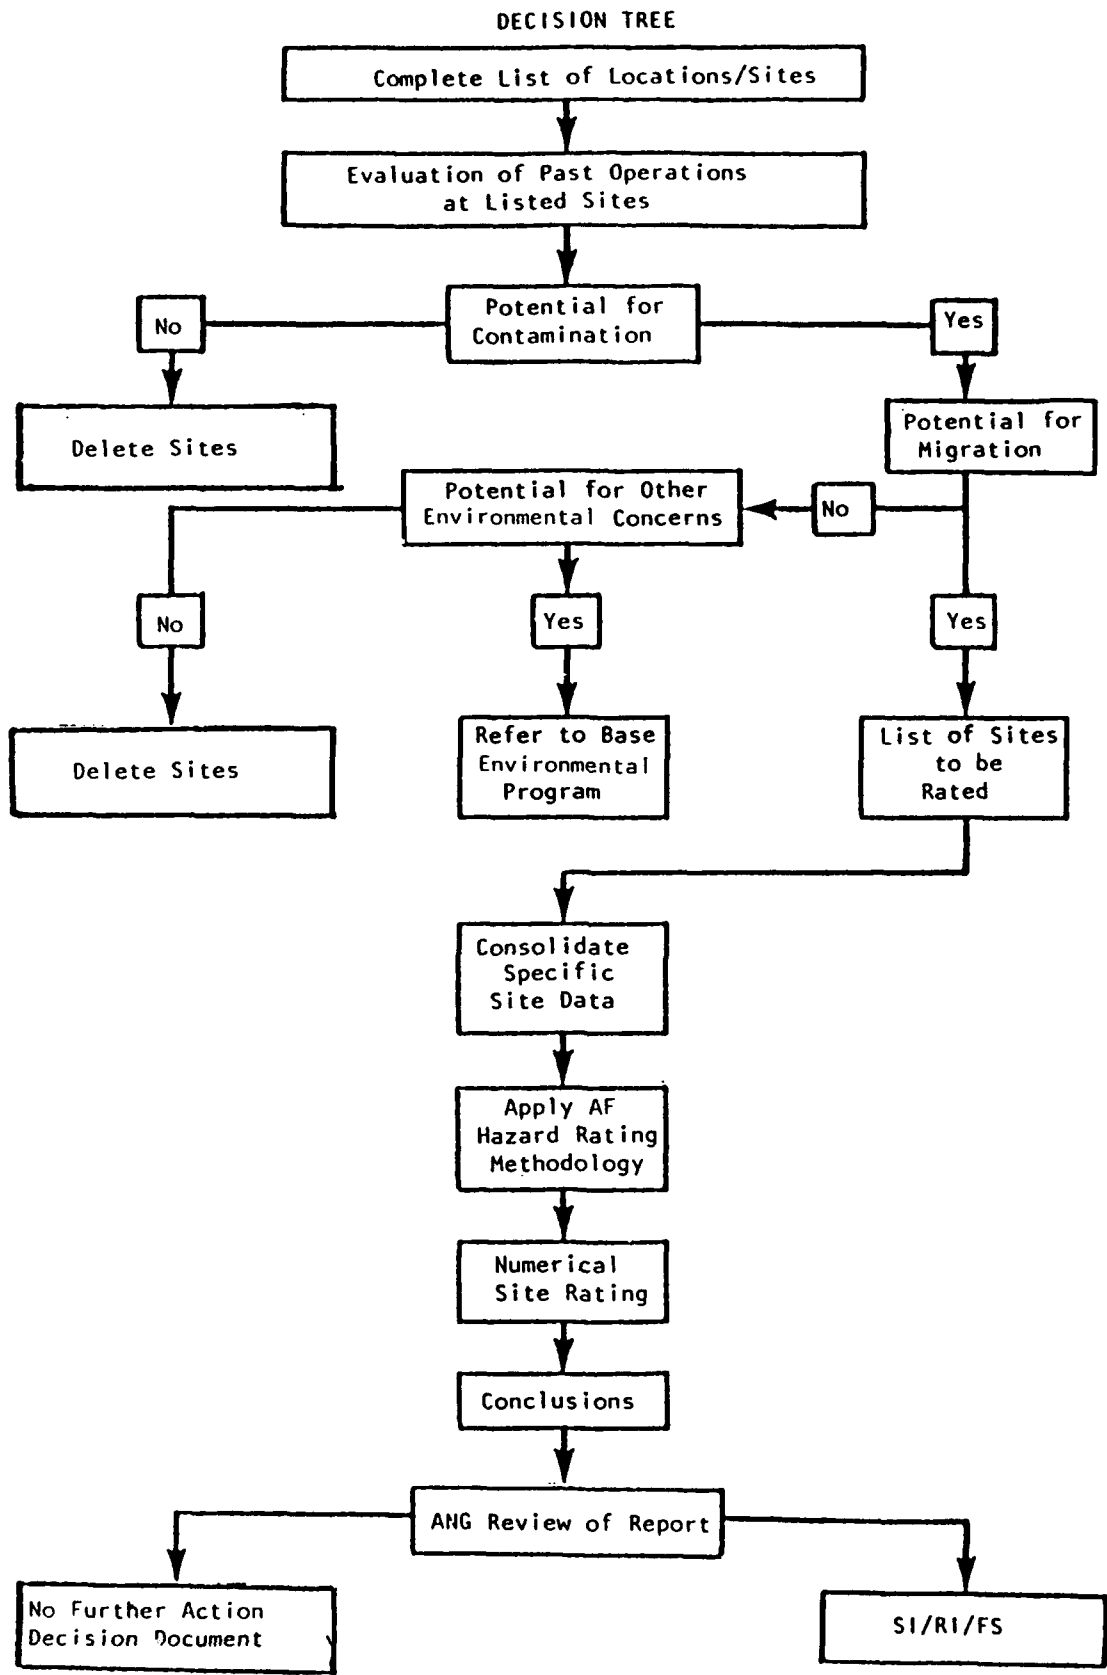 DECISION TREE
Complete List of Locations/Sites
Evaluation of Past Operations
at Listed Sites
Potential for
Contamination
No
Yes
Delete Sites
Potential for
Migration
Potential for Other
Environmental Concerns
No
No
Yes
Yes
Delete Sites
Refer to Base
Environmental
Program
List of Sites
to be
Rated
Consolidate
Specific
Site Data
Apply AF
Hazard Rating
Methodology
Numerical
Site Rating
Conclusions
ANG Review of Report
No Further Action
Decision Document
SI/RI/FS